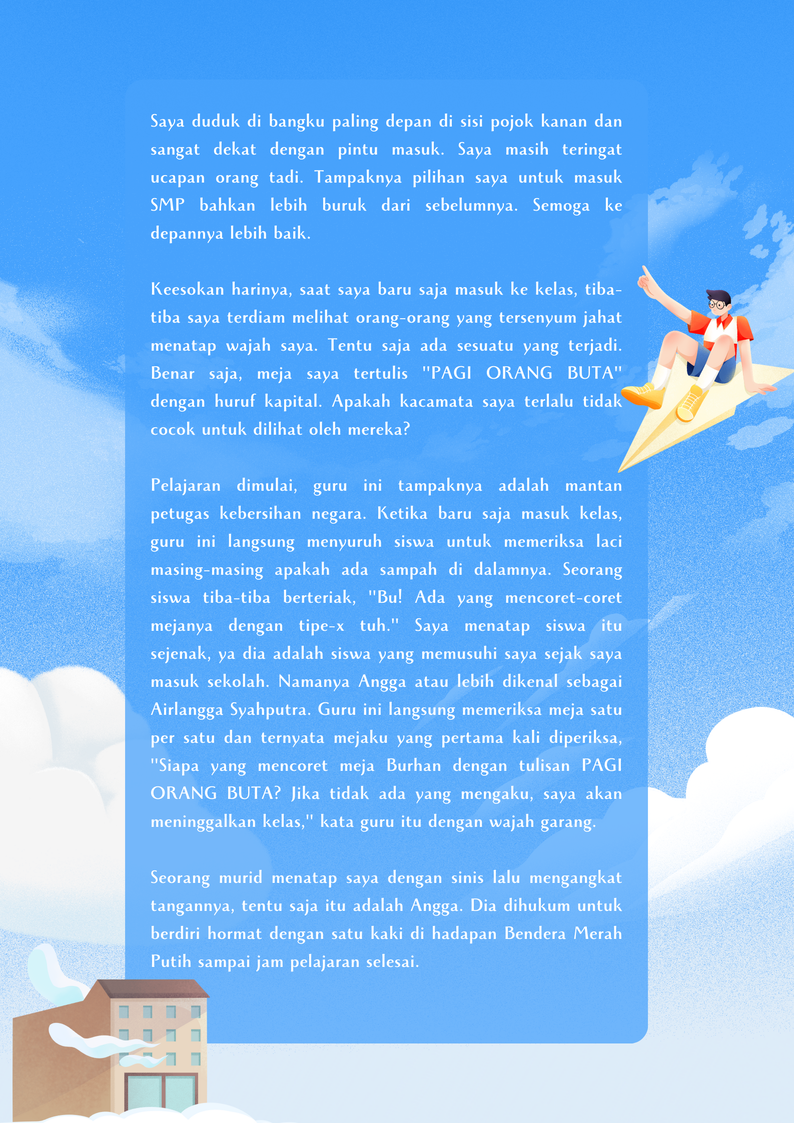 Saya duduk di bangku paling depan di sisi pojok kanan dan
sangat dekat dengan pintu masuk. Saya masih teringat
ucapan orang tadi. Tampaknya pilihan saya untuk masuk
SMP bahkan lebih buruk dari sebelumnya. Semoga ke
depannya lebih baik.
Keesokan harinya, saat saya baru saja masuk ke kelas, tiba-
tiba saya terdiam melihat orang-orang yang tersenyum jahat
menatap wajah saya. Tentu saja ada sesuatu yang terjadi.
Benar saja, meja saya tertulis "PAGI ORANG BUTA"
dengan huruf kapital. Apakah kacamata saya terlalu tidak
cocok untuk dilihat oleh mereka?
Pelajaran dimulai, guru ini tampaknya adalah mantan
petugas kebersihan negara. Ketika baru saja masuk kelas,
guru ini langsung menyuruh siswa untuk memeriksa laci
masing-masing apakah ada sampah di dalamnya. Seorang
siswa tiba-tiba berteriak, "Bu! Ada yang mencoret-coret
mejanya dengan tipe-x tuh." Saya menatap siswa itu
sejenak, ya dia adalah siswa yang memusuhi saya sejak saya
masuk sekolah. Namanya Angga atau lebih dikenal sebagai
Airlangga Syahputra. Guru ini langsung memeriksa meja satu
per satu dan ternyata mejaku yang pertama kali diperiksa,
"Siapa yang mencoret meja Burhan dengan tulisan PAGI
ORANG BUTA? Jika tidak ada yang mengaku, saya akan
meninggalkan kelas," kata guru itu dengan wajah garang.
Seorang murid menatap saya dengan sinis lalu mengangkat
tangannya, tentu saja itu adalah Angga. Dia dihukum untuk
berdiri hormat dengan satu kaki di hadapan Bendera Merah
Putih sampai jam pelajaran selesai.